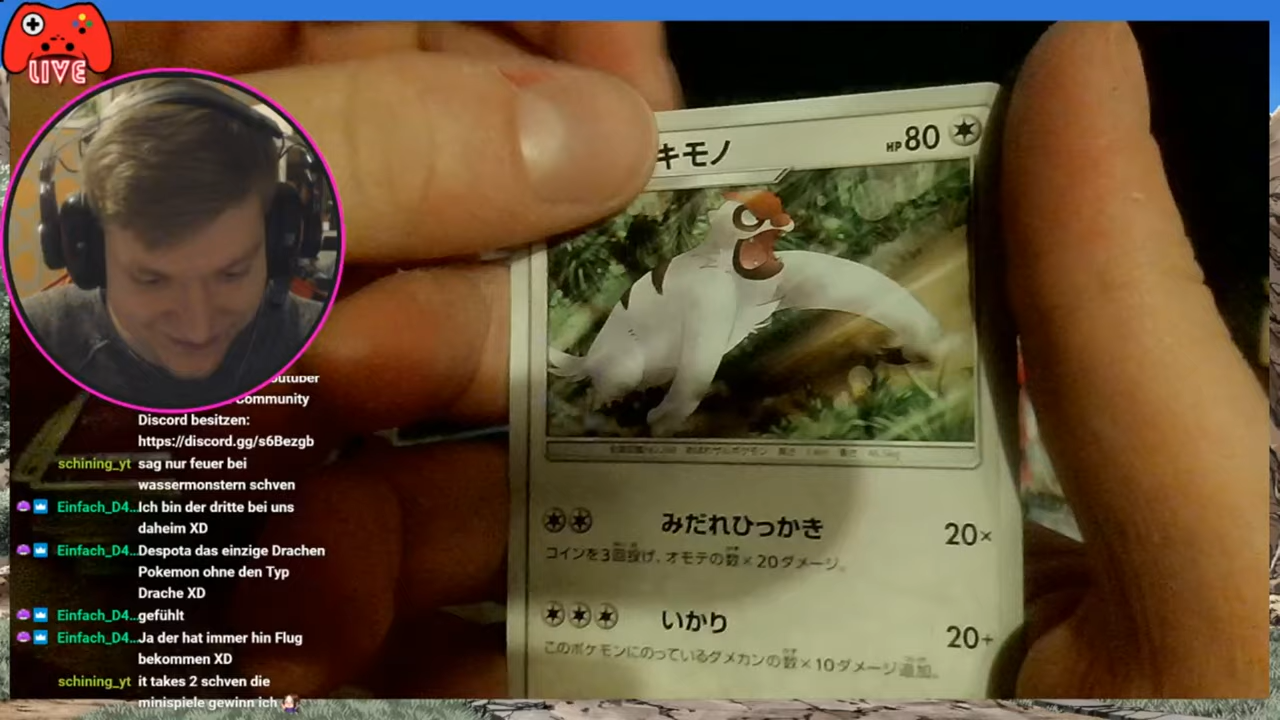 LIVE
キモノ
HP 80
みだれひっかき 20×
コインを3回投げ、オモテの数×20ダメージ。
いかり 20+
このポケモンにのっているダメカンの数×10ダメージ追加。
outuber
Community
Discord besitzen:
https://discord.gg/s6Bezgb
schining_yt sag nur feuer bei
wassermonstern schven
Einfach_D4... Ich bin der dritte bei uns
daheim XD
Einfach_D4... Despota das einzige Drachen
Pokemon ohne den Typ
Drache XD
Einfach_D4... gefühlt
Einfach_D4... Ja der hat immer hin Flug
bekommen XD
schining_yt it takes 2 schven die
minispiele gewinn ich